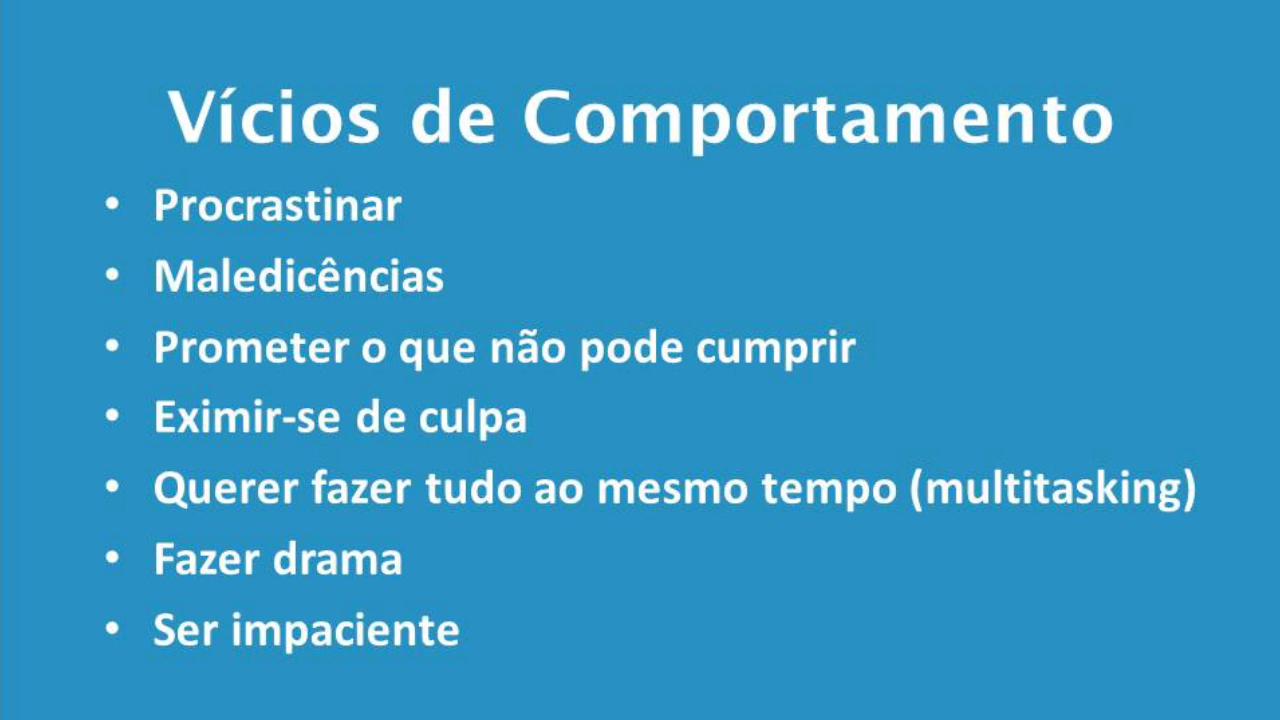 Vícios de Comportamento
• Procrastinar
• Maledicências
• Prometer o que não pode cumprir
• Eximir-se de culpa
• Querer fazer tudo ao mesmo tempo (multitasking)
• Fazer drama
• Ser impaciente